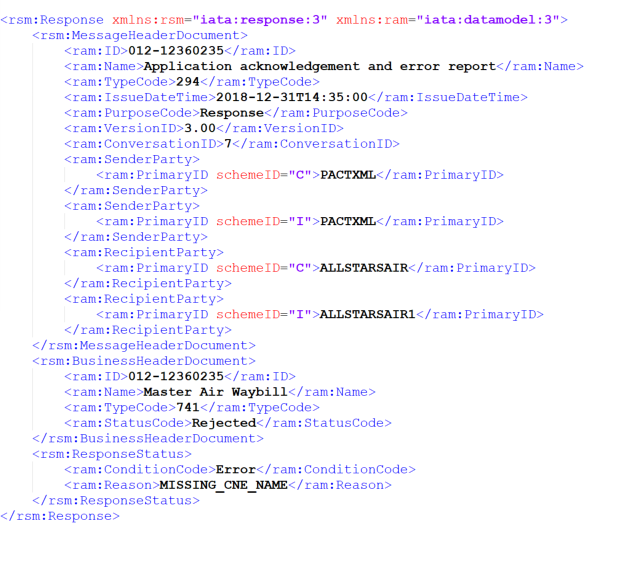 <rsm:Response xmlns:rsm="iata:response:3" xmlns:ram="iata:datamodel:3">
<rsm:MessageHeaderDocument>
<ram:ID>012-12360235</ram:ID>
<ram:Name>Application acknowledgement and error report</ram:Name>
<ram:TypeCode>294</ram:TypeCode>
<ram:IssueDateTime>2018-12-31T14:35:00</ram:IssueDateTime>
<ram:PurposeCode>Response</ram:PurposeCode>
<ram:VersionID>3.00</ram:VersionID>
<ram:ConversationID>7</ram:ConversationID>
<ram:SenderParty>
<ram:PrimaryID schemeID="C">PACTXML</ram:PrimaryID>
</ram:SenderParty>
<ram:SenderParty>
<ram:PrimaryID schemeID="I">PACTXML</ram:PrimaryID>
</ram:SenderParty>
<ram:RecipientParty>
<ram:PrimaryID schemeID="C">ALLSTARSAIR</ram:PrimaryID>
</ram:RecipientParty>
<ram:RecipientParty>
<ram:PrimaryID schemeID="I">ALLSTARSAIR1</ram:PrimaryID>
</ram:RecipientParty>
</rsm:MessageHeaderDocument>
<rsm:BusinessHeaderDocument>
<ram:ID>012-12360235</ram:ID>
<ram:Name>Master Air Waybill</ram:Name>
<ram:TypeCode>741</ram:TypeCode>
<ram:StatusCode>Rejected</ram:StatusCode>
</rsm:BusinessHeaderDocument>
<rsm:ResponseStatus>
<ram:ConditionCode>Error</ram:ConditionCode>
<ram:Reason>MISSING_CNE_NAME</ram:Reason>
</rsm:ResponseStatus>
</rsm:Response>